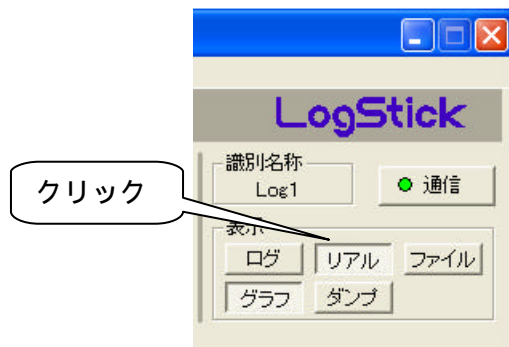 LogStick
識別名称
Log1
通信
クリック
表示
ログ
リアル
ファイル
グラフ
ダンプ